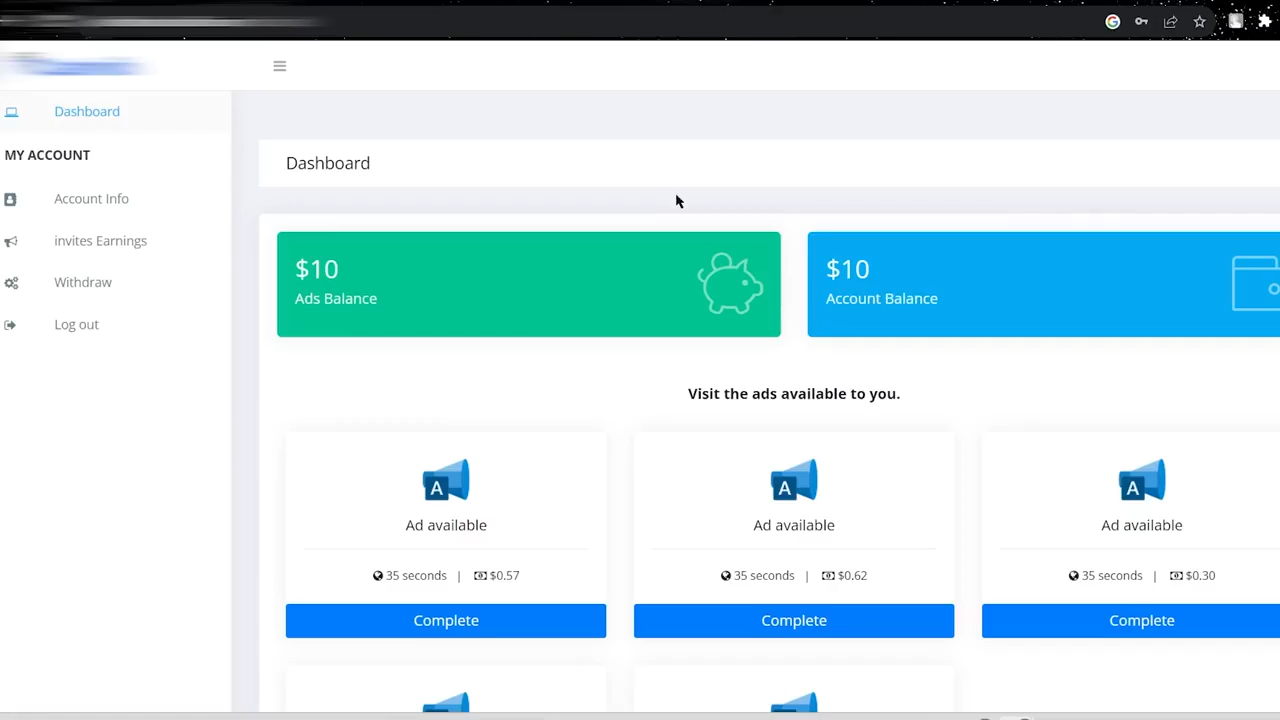 Dashboard
MY ACCOUNT
Account Info
invites Earnings
Withdraw
Log out
Dashboard
$10
Ads Balance
$10
Account Balance
Visit the ads available to you.
A
Ad available
35 seconds | $0.57
Complete
A
Ad available
35 seconds | $0.62
Complete
A
Ad available
35 seconds | $0.30
Complete